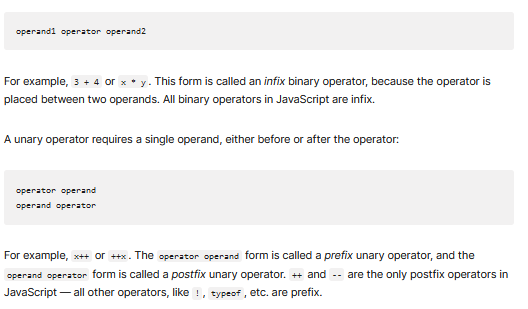 operand1 operator operand2
For example, 3 + 4 or x * y. This form is called an infix binary operator, because the operator is
placed between two operands. All binary operators in JavaScript are infix.
A unary operator requires a single operand, either before or after the operator:
operator operand
operand operator
For example, x++ or ++x. The operator operand form is called a prefix unary operator, and the
operand operator form is called a postfix unary operator. ++ and -- are the only postfix operators in
JavaScript — all other operators, like !, typeof, etc. are prefix.